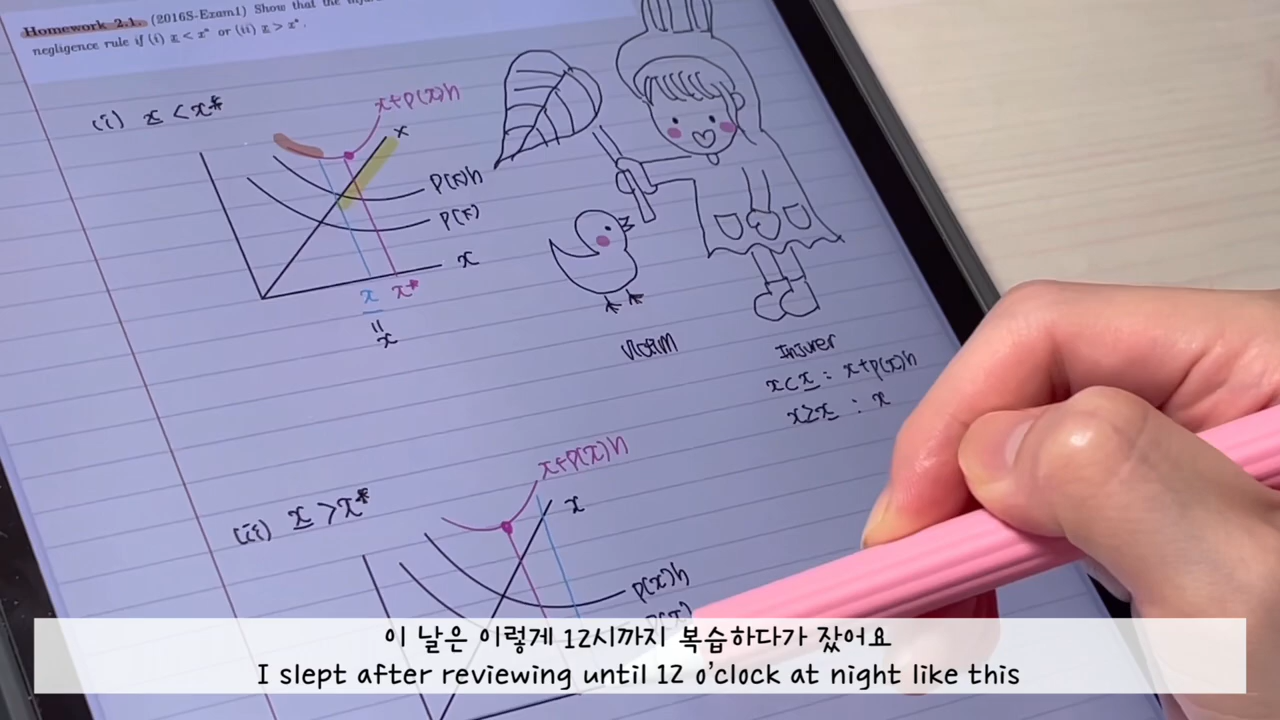 Homework 2.1. (2016S-Exam1) Show that the
negligence rule if (i) x̲ < x* or (ii) x̲ > x*.
(i) x̲ < x*
x+p(x)h
x
p(x)h
p(x)
x
x̲ x*
=
x
Victim
Injurer
x<x̲ : x+p(x)h
x≥x̲ : x
(ii) x̲ > x*
x+p(x)h
x
p(x)h
p(x)
이 날은 이렇게 12시까지 복습하다가 잤어요
I slept after reviewing until 12 o'clock at night like this